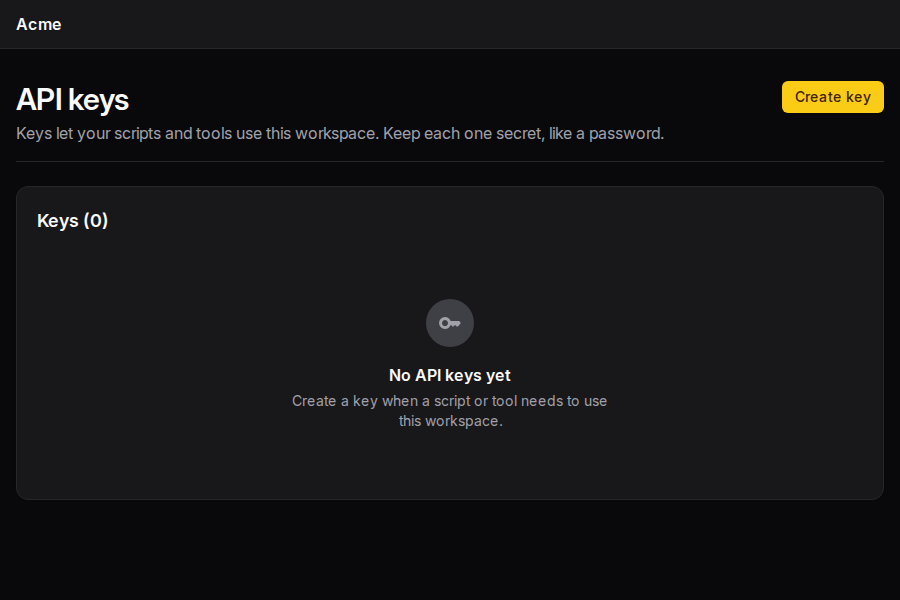 Acme
API keys
Create key
Keys let your scripts and tools use this workspace. Keep each one secret, like a password.
Keys (0)
No API keys yet
Create a key when a script or tool needs to use
this workspace.